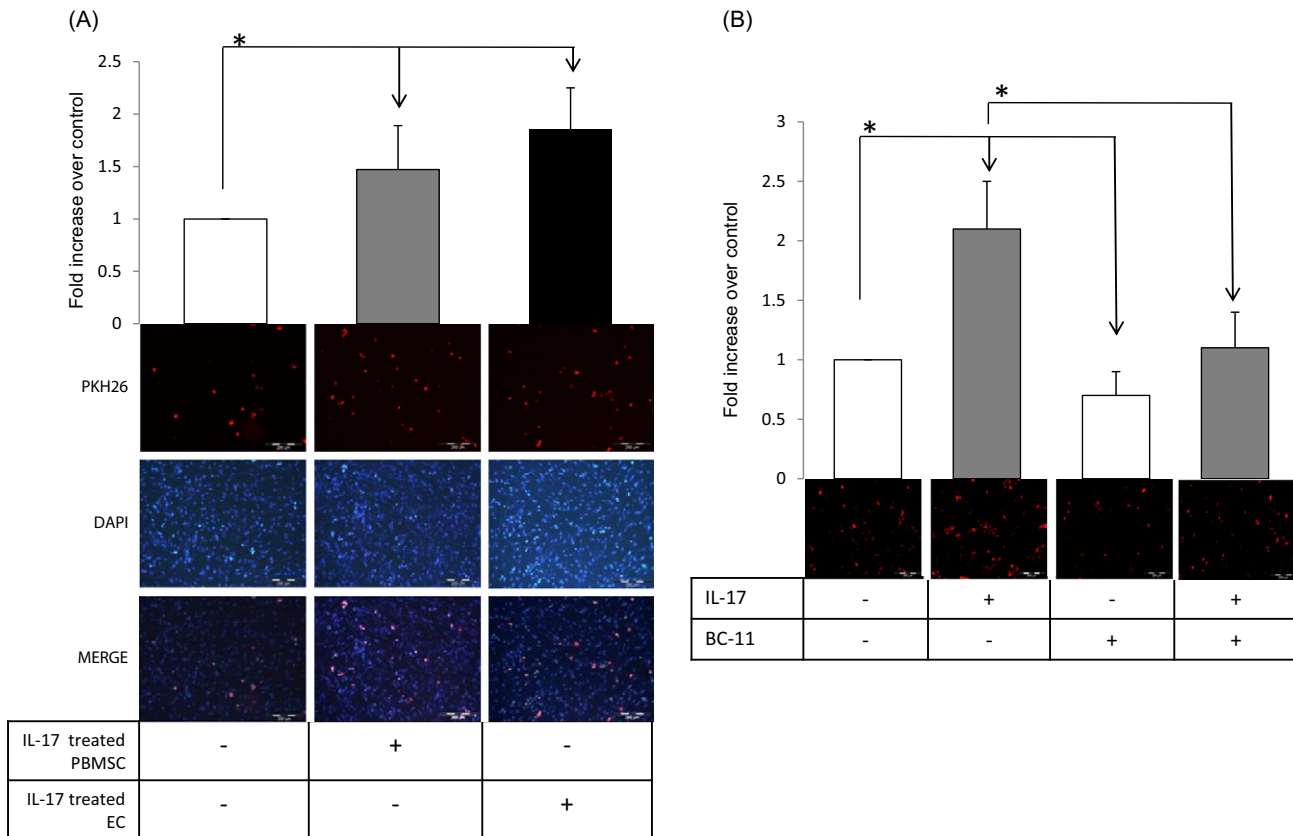 (A)
*
Fold increase over control
2.5
2
1.5
1
0.5
0
PKH26
DAPI
MERGE
IL-17 treated PBMSC - + -
IL-17 treated EC - - +
(B)
*
*
Fold increase over control
3
2.5
2
1.5
1
0.5
0
IL-17 - + - +
BC-11 - - + +